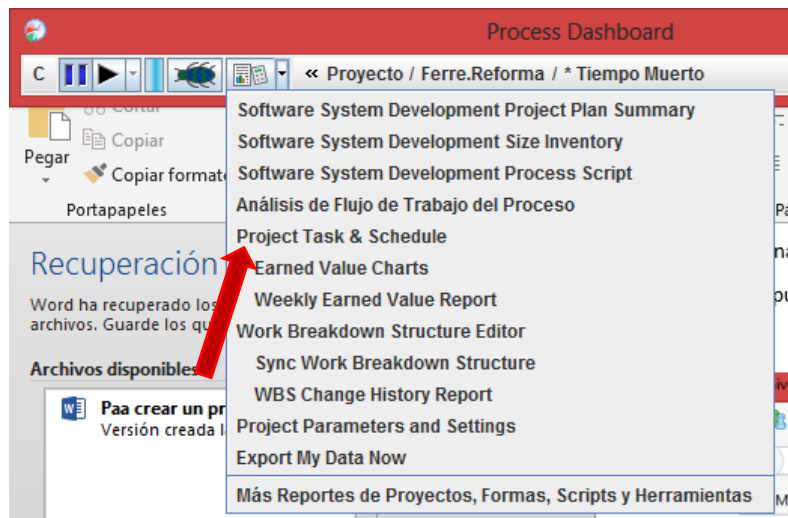 Process Dashboard
C « Proyecto / Ferre.Reforma / * Tiempo Muerto
Software System Development Project Plan Summary
Software System Development Size Inventory
Software System Development Process Script
Análisis de Flujo de Trabajo del Proceso
Project Task & Schedule
Earned Value Charts
Weekly Earned Value Report
Work Breakdown Structure Editor
Sync Work Breakdown Structure
WBS Change History Report
Project Parameters and Settings
Export My Data Now
Más Reportes de Proyectos, Formas, Scripts y Herramientas
Copiar
Pegar
Copiar
Portapapeles
Recuperación
Word ha recuperado los
archivos. Guarde los
Archivos disponibles
Paa crear un
Versión creada